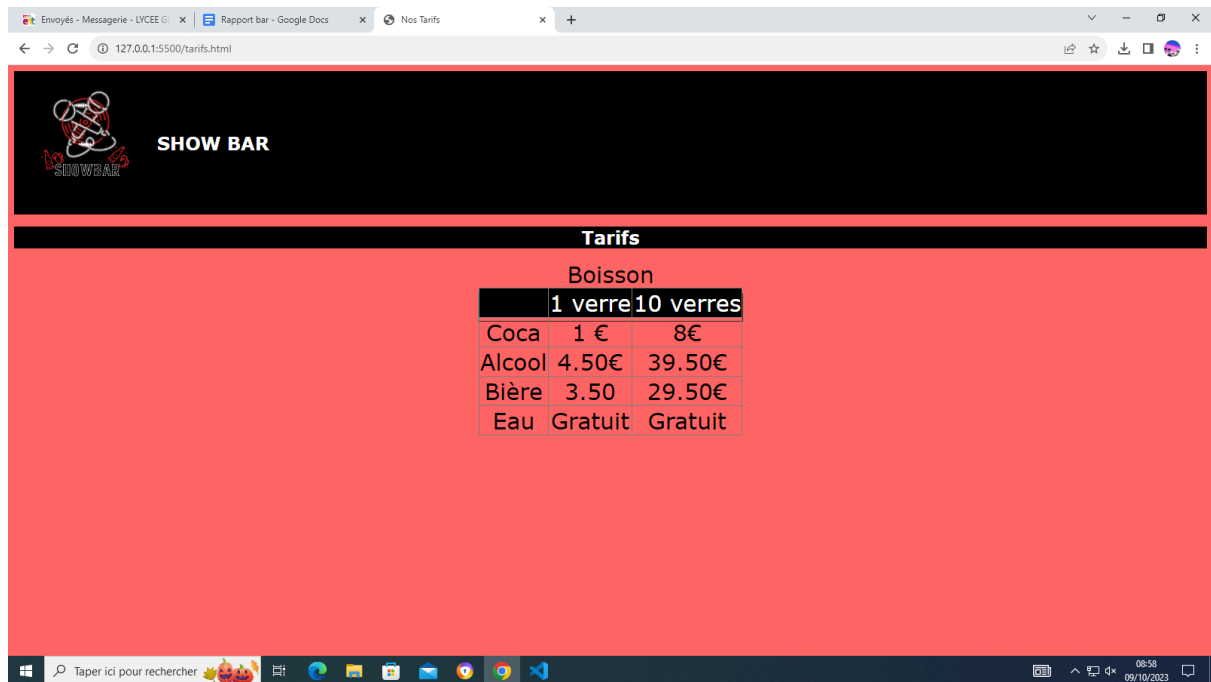 Envoyés - Messagerie - LYCEE G
Rapport bar - Google Docs
Nos Tarifs
127.0.0.1:5500/tarifs.html
SHOWBAR
SHOW BAR
Tarifs
Boisson
1 verre 10 verres
Coca 1 € 8€
Alcool 4.50€ 39.50€
Bière 3.50 29.50€
Eau Gratuit Gratuit
Taper ici pour rechercher
08:58
09/10/2023